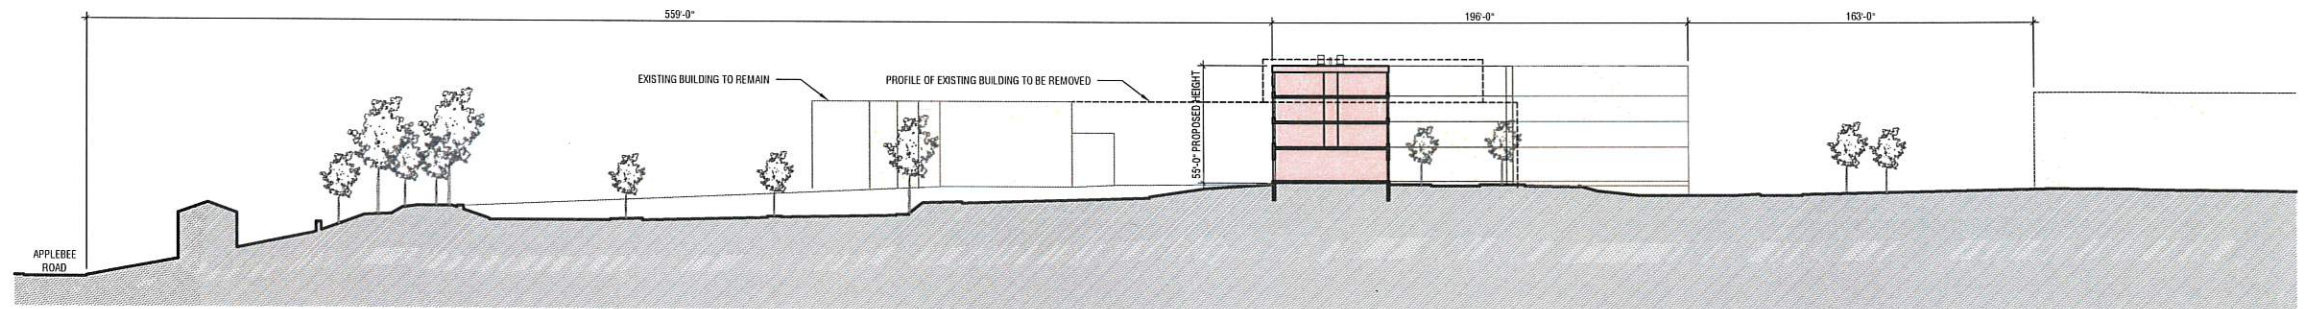 559'-0"
196'-0"
163'-0"
EXISTING BUILDING TO REMAIN
PROFILE OF EXISTING BUILDING TO BE REMOVED
55'-0" PROPOSED HEIGHT
APPLEBEE
ROAD